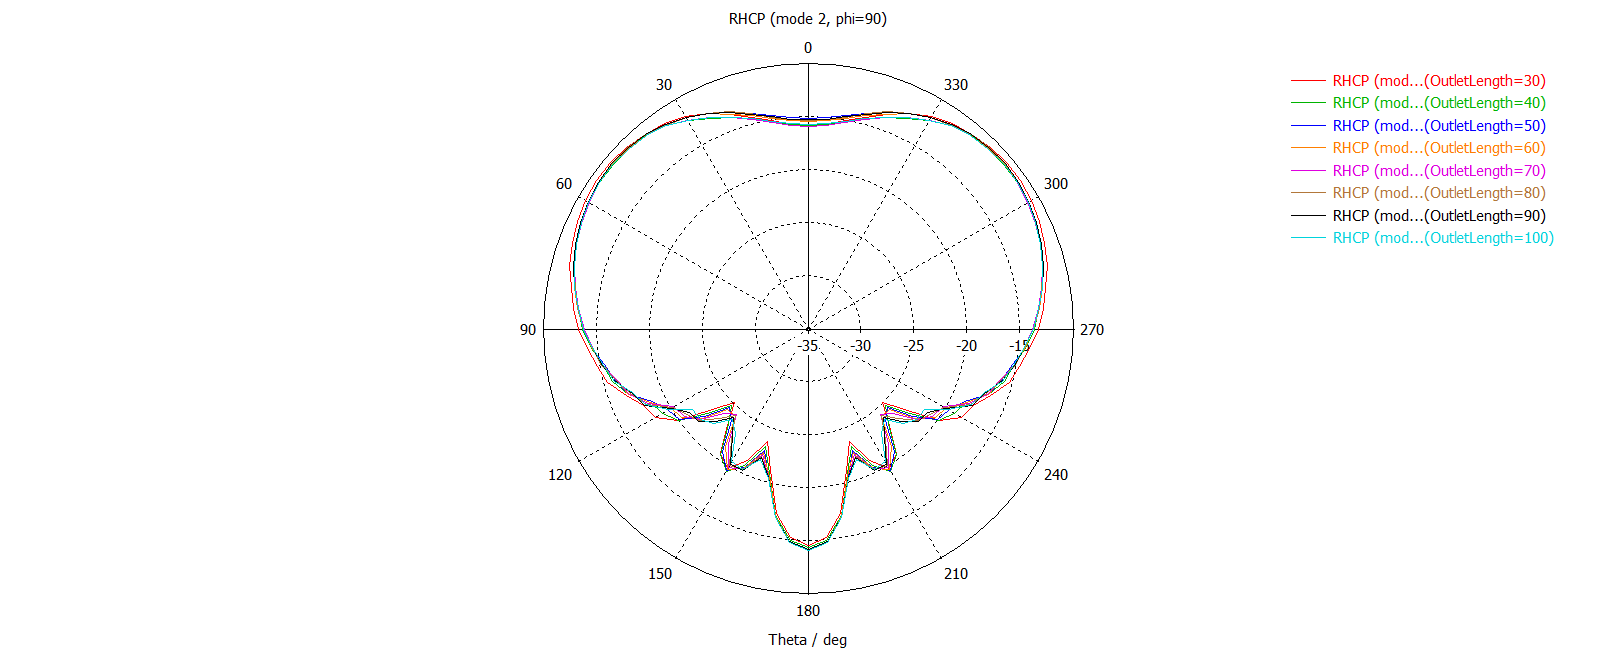 RHCP (mode 2, phi=90)
0
30
330
60
300
90
270
-35
-30
-25
-20
-15
120
240
150
210
180
Theta / deg
RHCP (mod...(OutletLength=30)
RHCP (mod...(OutletLength=40)
RHCP (mod...(OutletLength=50)
RHCP (mod...(OutletLength=60)
RHCP (mod...(OutletLength=70)
RHCP (mod...(OutletLength=80)
RHCP (mod...(OutletLength=90)
RHCP (mod...(OutletLength=100)